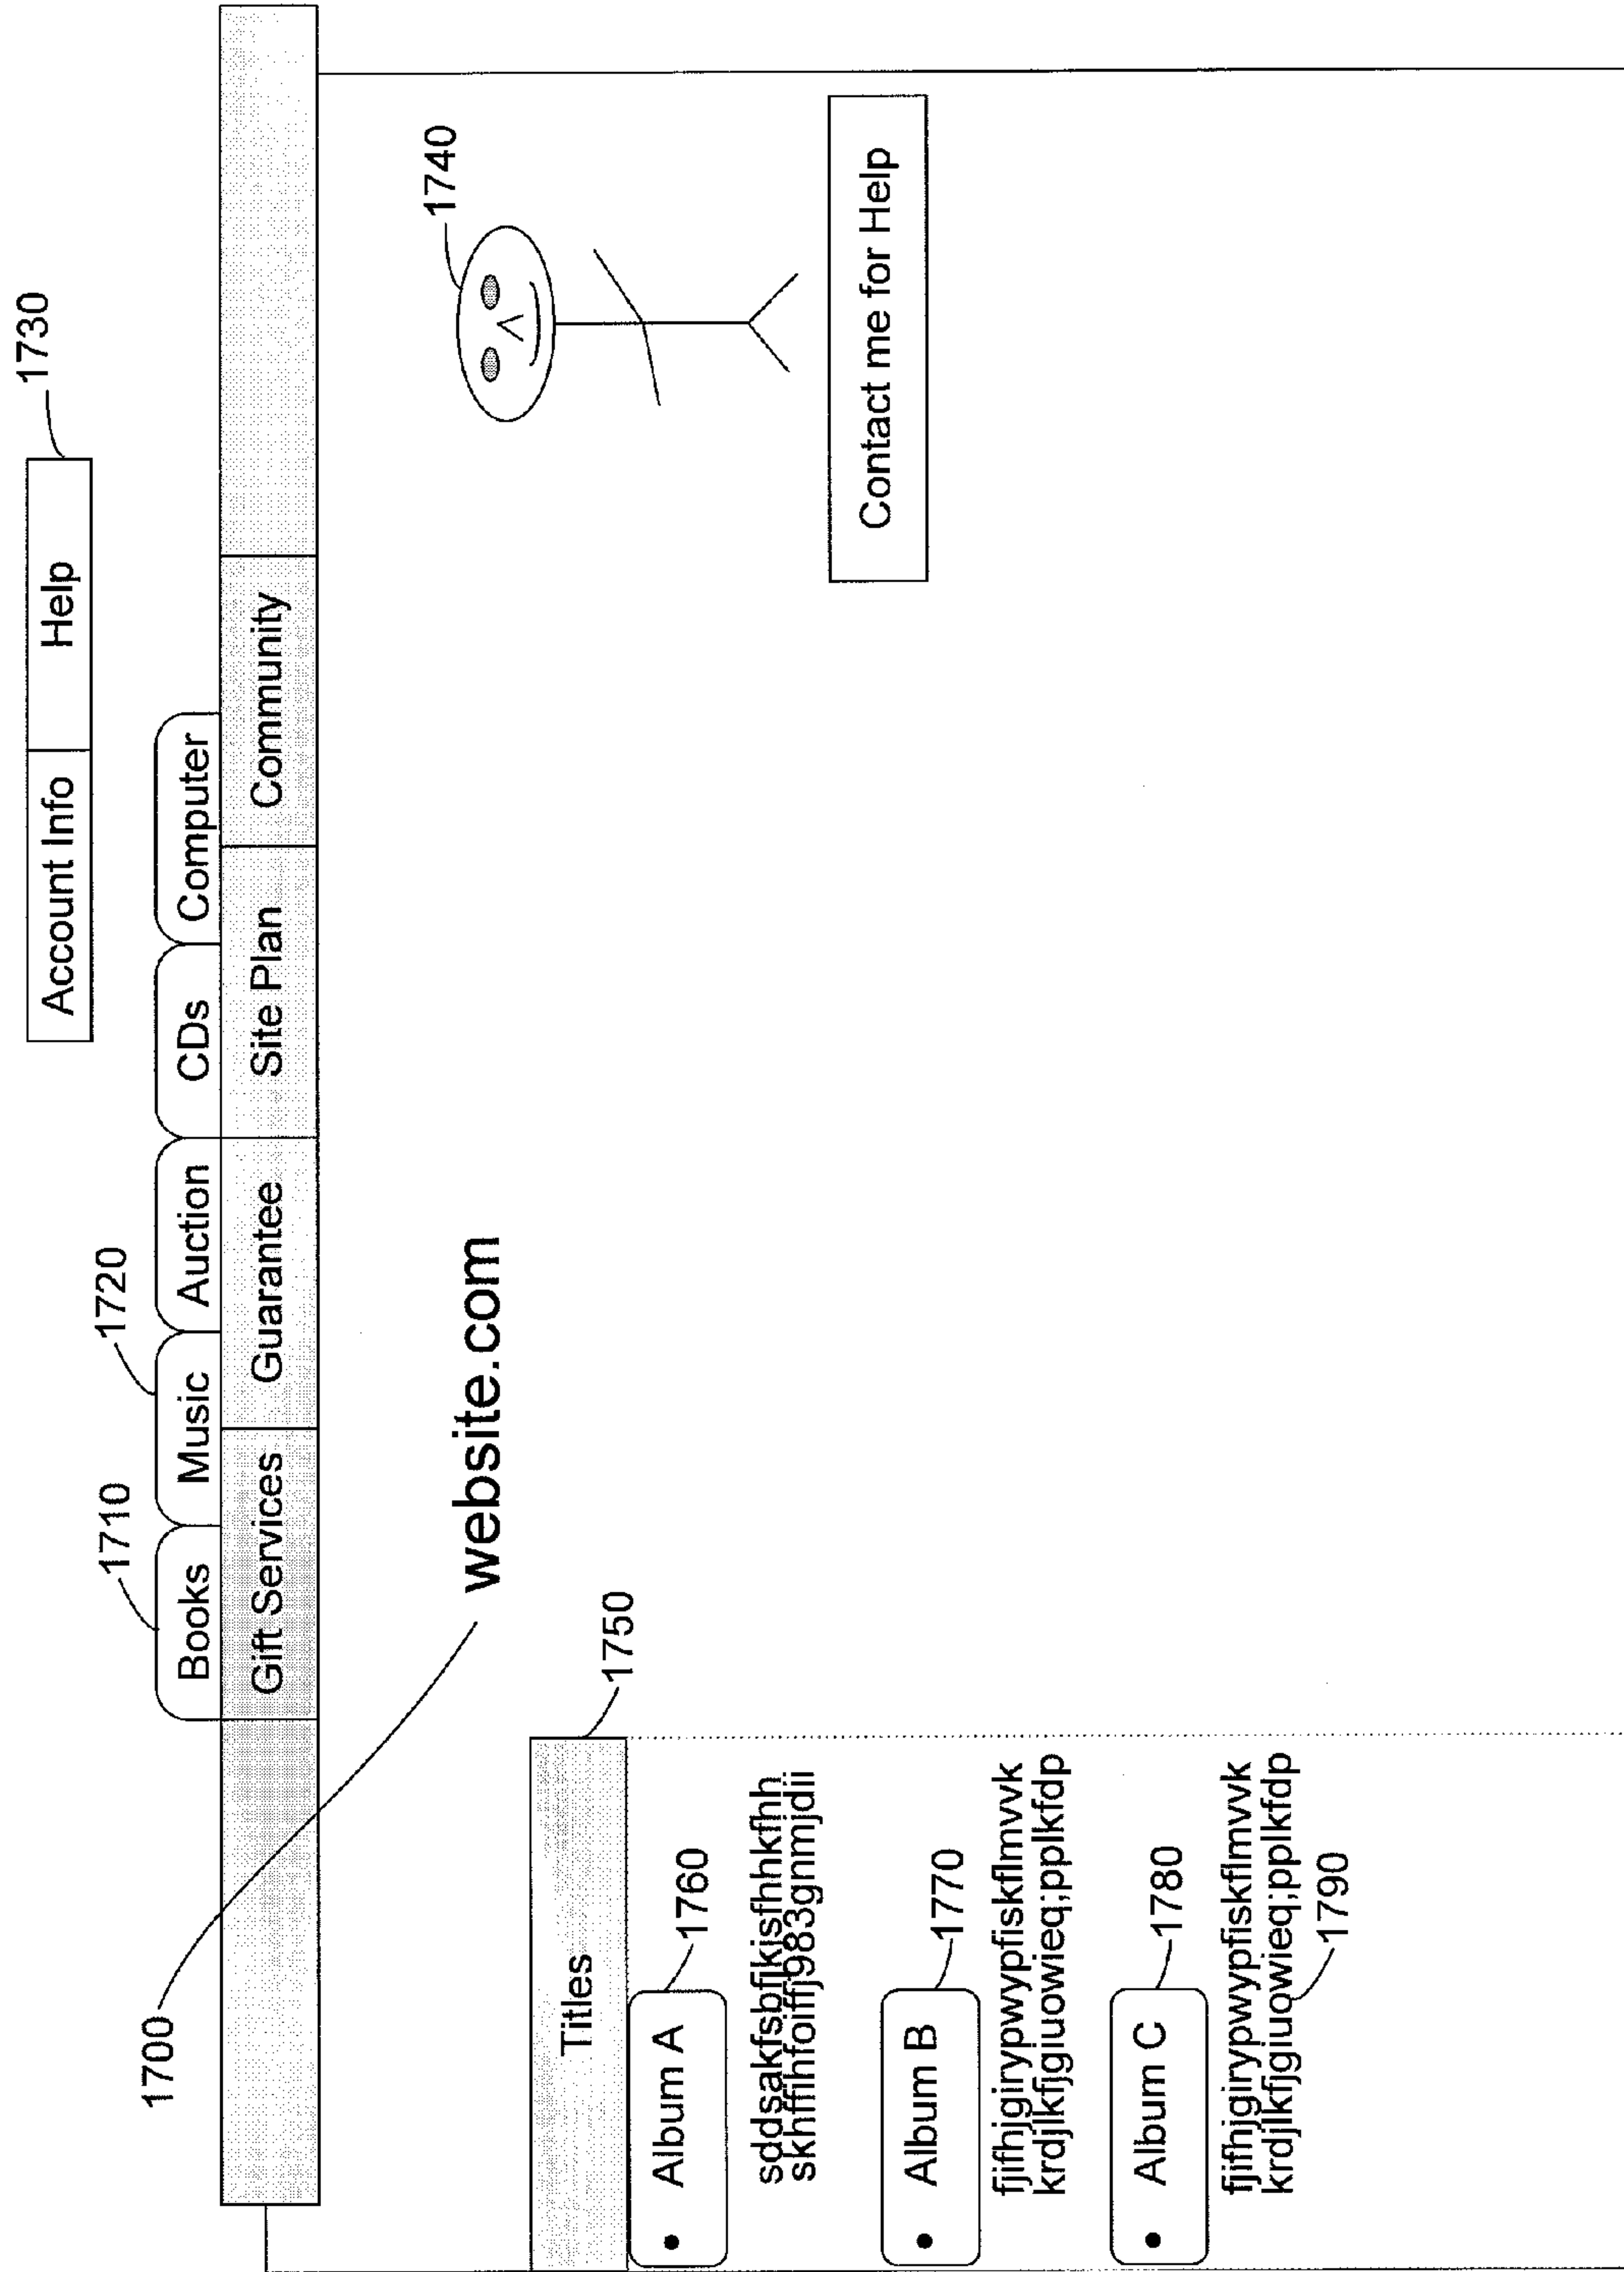 1730
Account Info Help
1710
1720
Books Music Auction CDs Computer
Gift Services Guarantee Site Plan Community
1700
website.com
1740
Contact me for Help
1750
Titles
• Album A
1760
sddsakfsbfjkisfhhkfhh
skhffihfoiffj983gnmjdii
• Album B
1770
fjifhjgirypwypfiskflmvvk
krdjlkfjgiuowieq;pplkfdp
• Album C
1780
fjifhjgirypwypfiskflmvvk
krdjlkfjgiuowieq;pplkfdp
1790